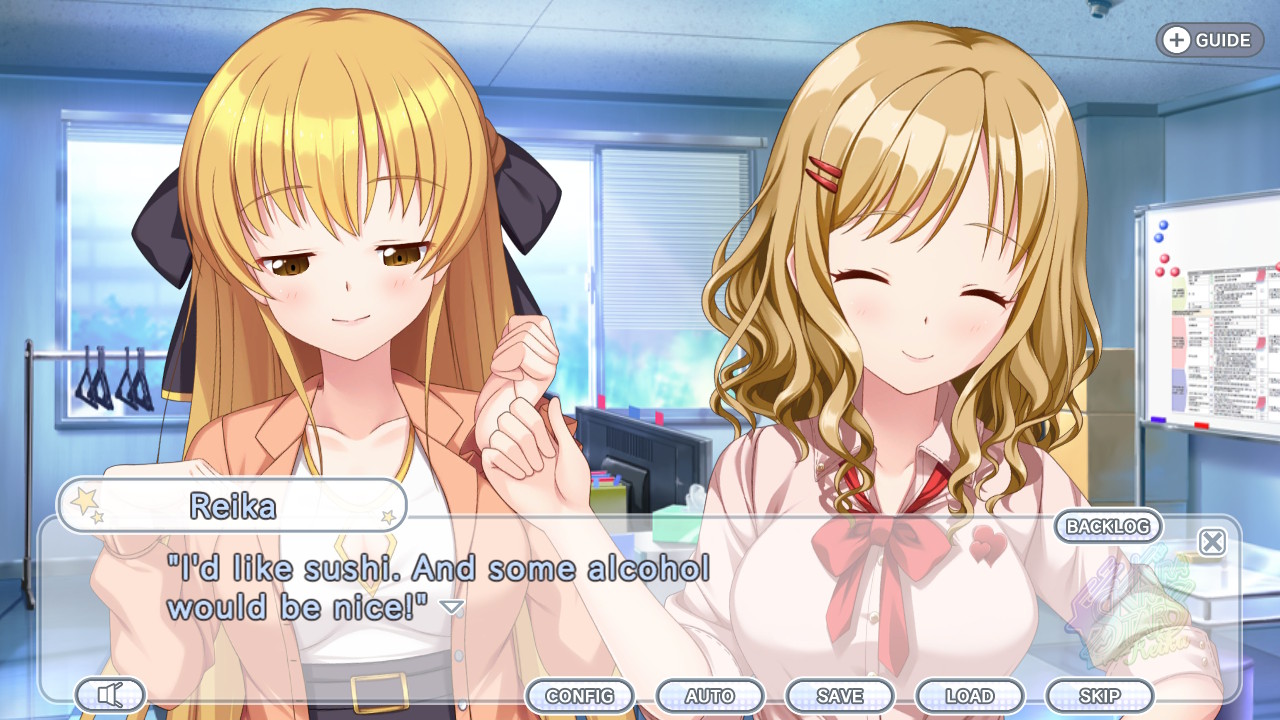 GUIDE
Reika
BACKLOG
"I'd like sushi. And some alcohol
would be nice!"
CONFIG
AUTO
SAVE
LOAD
SKIP